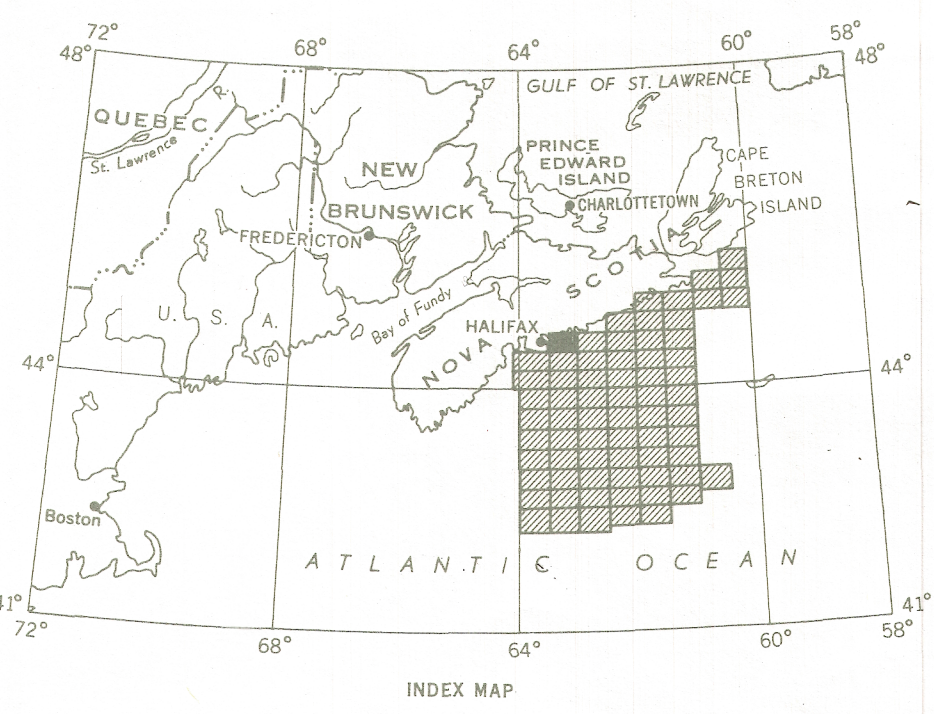 72°
68°
64°
60°
58°
48°
48°
GULF OF ST. LAWRENCE
R.
QUEBEC
St. Lawrence
PRINCE
EDWARD
ISLAND
CAPE
BRETON
ISLAND
NEW
BRUNSWICK
CHARLOTTETOWN
FREDERICTON
NOVA SCOTIA
Bay of Fundy
HALIFAX
U. S. A.
44°
44°
Boston
ATLANTIC OCEAN
41°
41°
72°
68°
64°
60°
58°
INDEX MAP